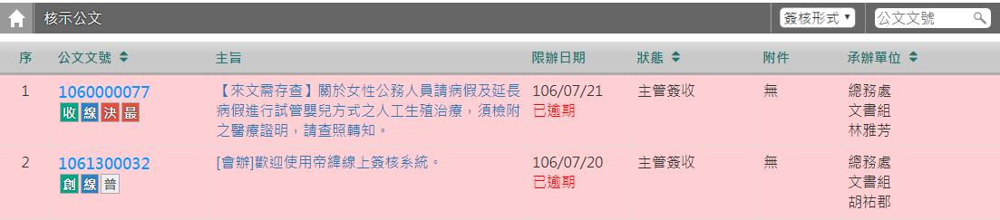 核示公文 簽核形式 公文文號
序 公文文號 主旨 限辦日期 狀態 附件 承辦單位
1 1060000077 【來文需存查】關於女性公務人員請病假及延長 106/07/21 主管簽收 無 總務處
收 線 決 最 病假進行試管嬰兒方式之人工生殖治療，須檢附 已逾期 文書組
之醫療證明，請查照轉知。 林雅芳
2 1061300032 [會辦]歡迎使用帝緯線上簽核系統。 106/07/20 主管簽收 無 總務處
創 線 普 已逾期 文書組
胡祐郡